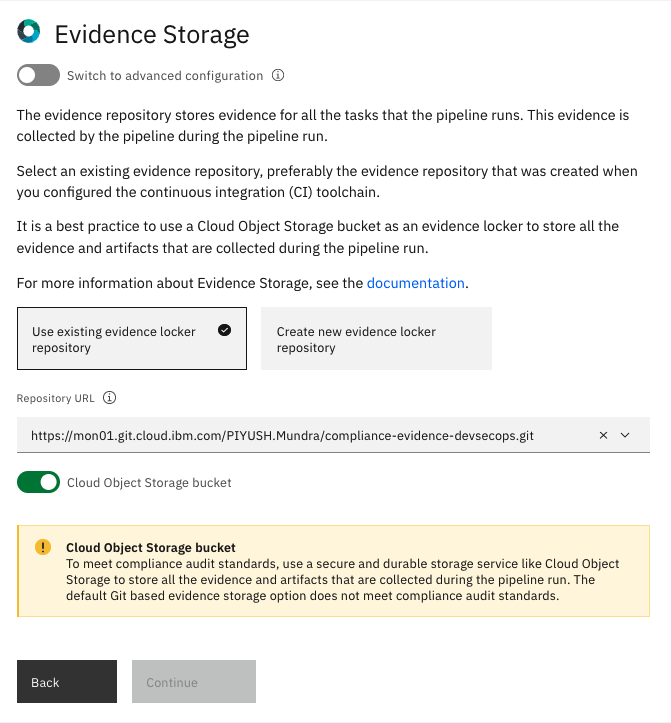 Evidence Storage
Switch to advanced configuration
The evidence repository stores evidence for all the tasks that the pipeline runs. This evidence is
collected by the pipeline during the pipeline run.
Select an existing evidence repository, preferably the evidence repository that was created when
you configured the continuous integration (CI) toolchain.
It is a best practice to use a Cloud Object Storage bucket as an evidence locker to store all the
evidence and artifacts that are collected during the pipeline run.
For more information about Evidence Storage, see the documentation.
Use existing evidence locker
repository
Create new evidence locker
repository
Repository URL
https://mon01.git.cloud.ibm.com/PIYUSH.Mundra/compliance-evidence-devsecops.git
Cloud Object Storage bucket
Cloud Object Storage bucket
To meet compliance audit standards, use a secure and durable storage service like Cloud Object
Storage to store all the evidence and artifacts that are collected during the pipeline run. The
default Git based evidence storage option does not meet compliance audit standards.
Back
Continue